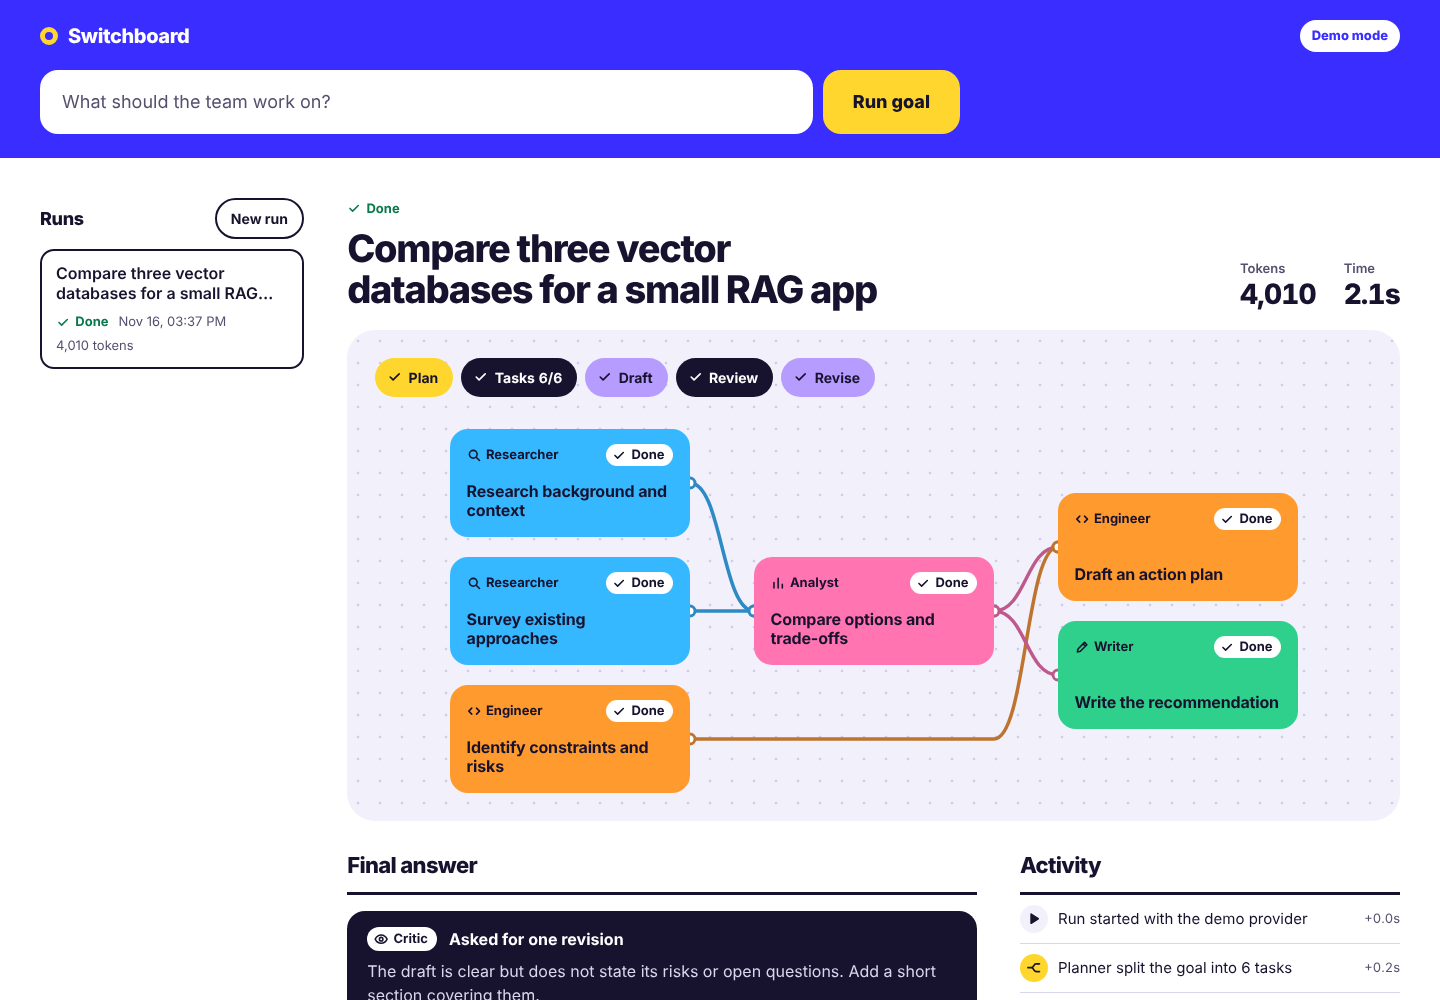 Switchboard
Demo mode
What should the team work on?
Run goal
Runs
New run
Compare three vector
databases for a small RAG...
Done Nov 16, 03:37 PM
4,010 tokens
Done
Compare three vector
databases for a small RAG app
Tokens
4,010
Time
2.1s
Plan
Tasks 6/6
Draft
Review
Revise
Researcher
Done
Research background and
context
Researcher
Done
Survey existing
approaches
Engineer
Done
Identify constraints and
risks
Analyst
Done
Compare options and
trade-offs
Engineer
Done
Draft an action plan
Writer
Done
Write the recommendation
Final answer
Critic
Asked for one revision
The draft is clear but does not state its risks or open questions. Add a short
section covering them.
Activity
Run started with the demo provider +0.0s
Planner split the goal into 6 tasks +0.2s